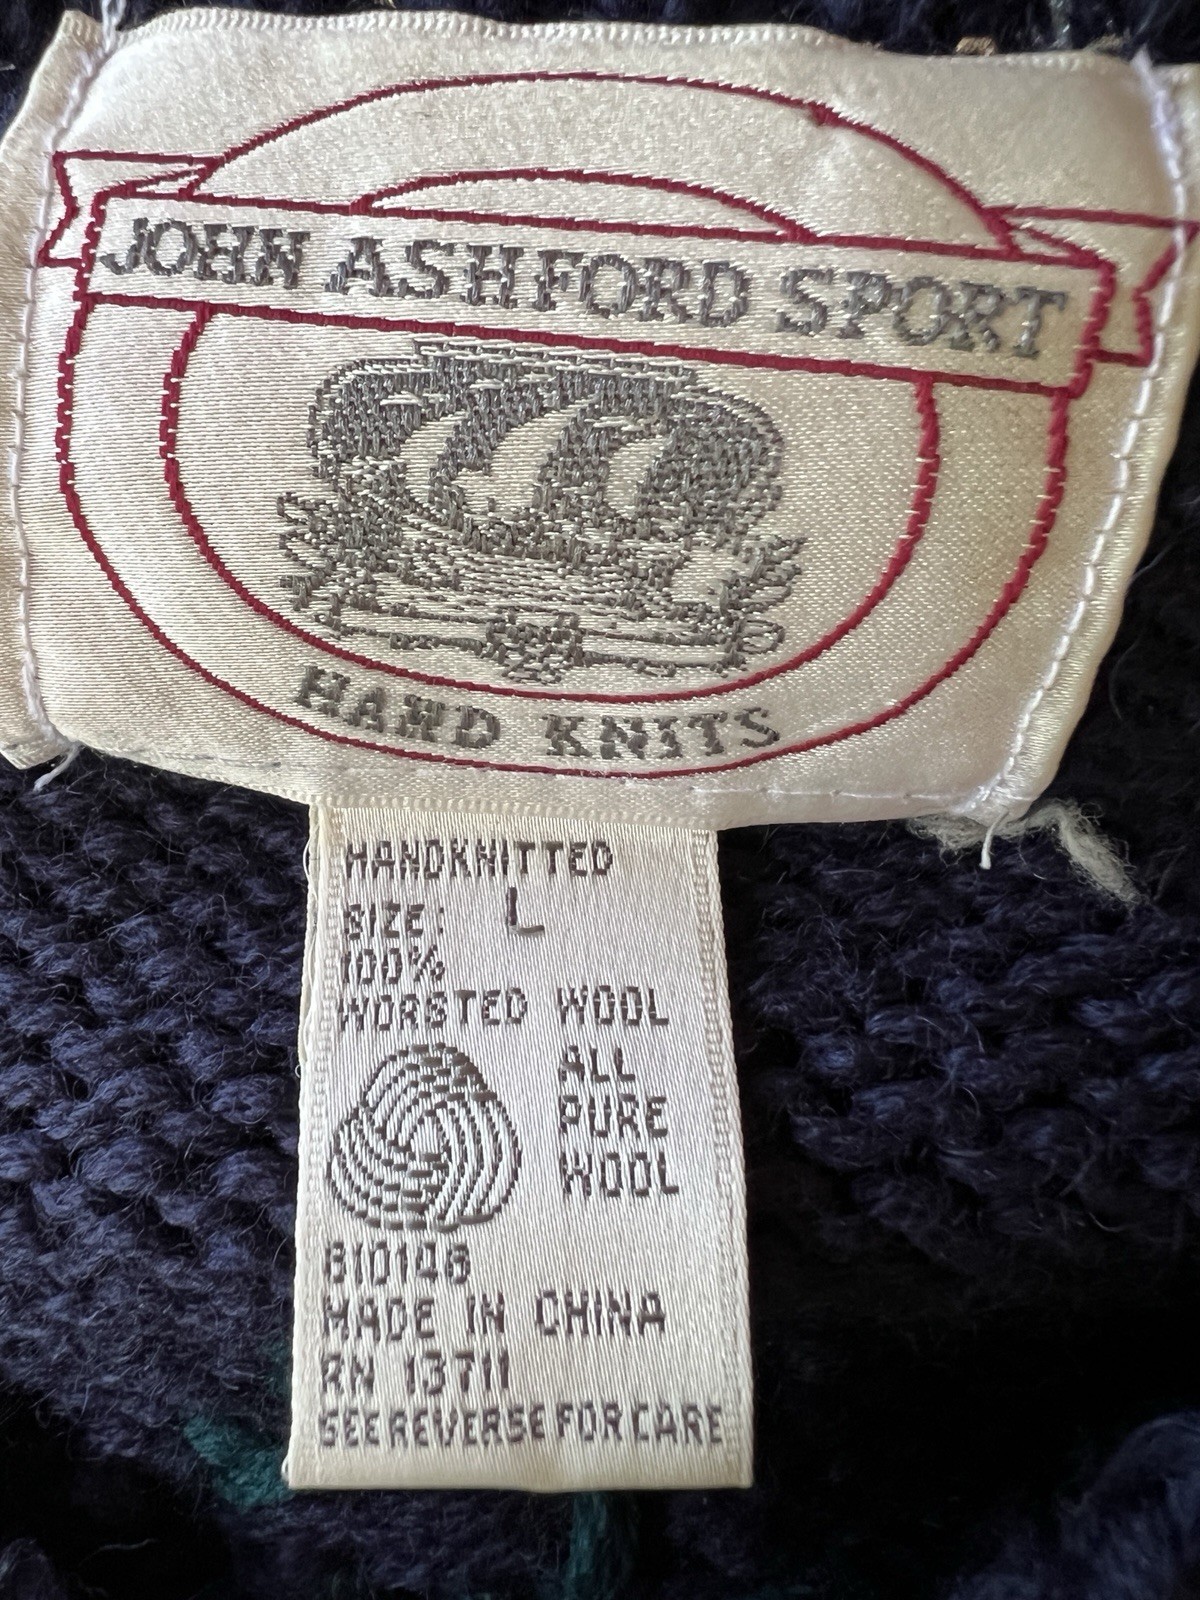 JOHN ASHFORD SPORT
HAND KNITS
HANDKNITTED
SIZE: L
100%
WORSTED WOOL
ALL
PURE
WOOL
810148
MADE IN CHINA
RN 13711
SEE REVERSE FOR CARE